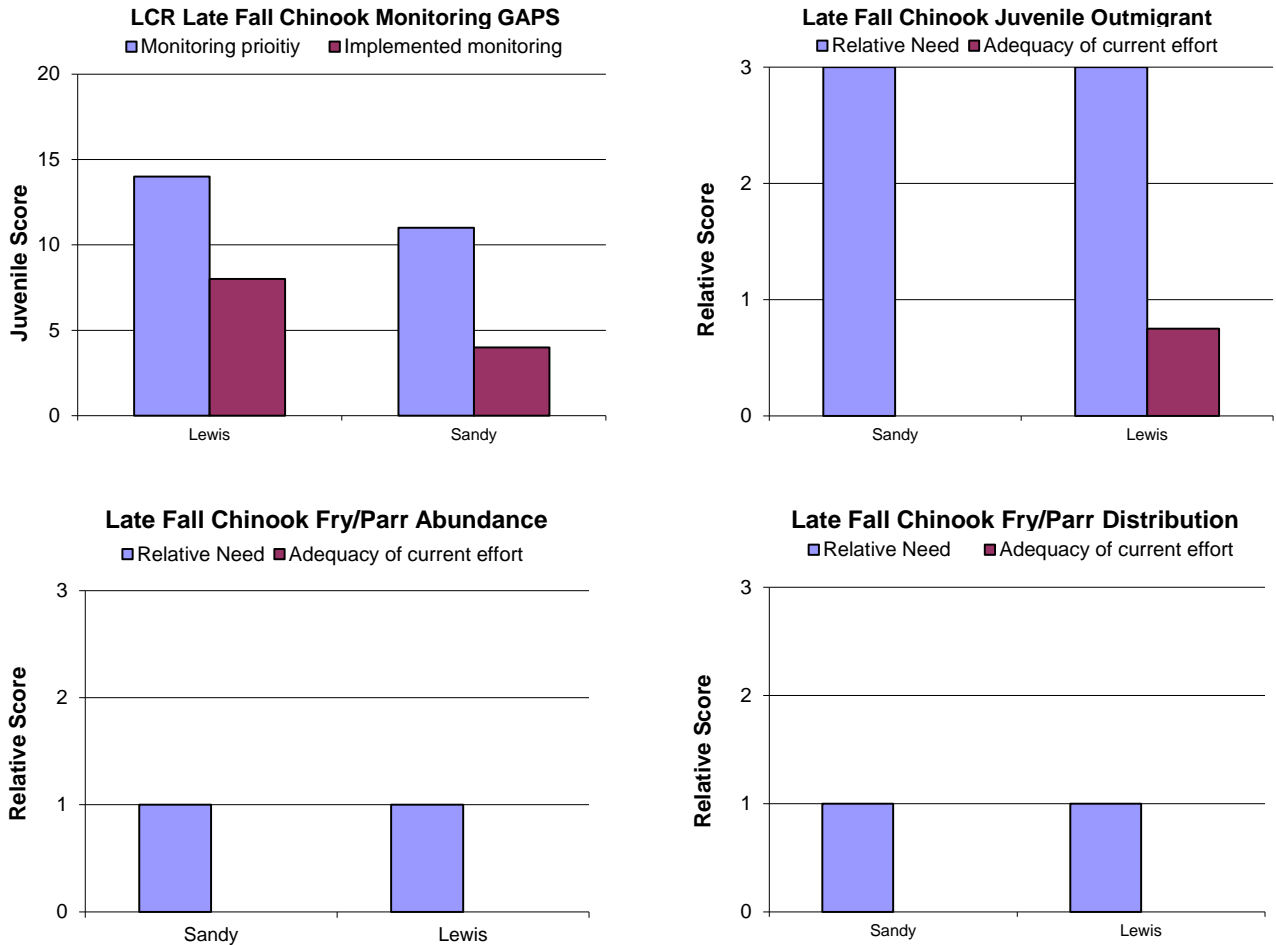 LCR Late Fall Chinook Monitoring GAPS
Monitoring prioitiy Implemented monitoring
20
15
10
5
0
Juvenile Score
Lewis Sandy
Late Fall Chinook Juvenile Outmigrant
Relative Need Adequacy of current effort
3
2
1
0
Relative Score
Sandy Lewis
Late Fall Chinook Fry/Parr Abundance
Relative Need Adequacy of current effort
3
2
1
0
Relative Score
Sandy Lewis
Late Fall Chinook Fry/Parr Distribution
Relative Need Adequacy of current effort
3
2
1
0
Relative Score
Sandy Lewis